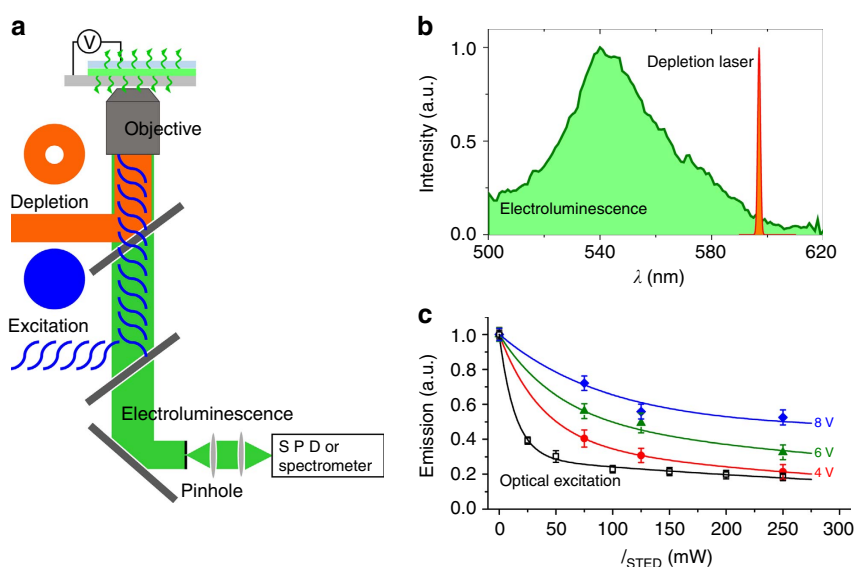 a
V
Objective
Depletion
Excitation
Electroluminescence
S P D or
spectrometer
Pinhole
b
Intensity (a.u.)
1.0
0.5
0.0
Depletion laser
Electroluminescence
500
540
580
620
λ (nm)
c
Emission (a.u.)
1.0
0.8
0.6
0.4
0.2
0.0
8 V
6 V
4 V
Optical excitation
0
50
100
150
200
250
300
I STED (mW)